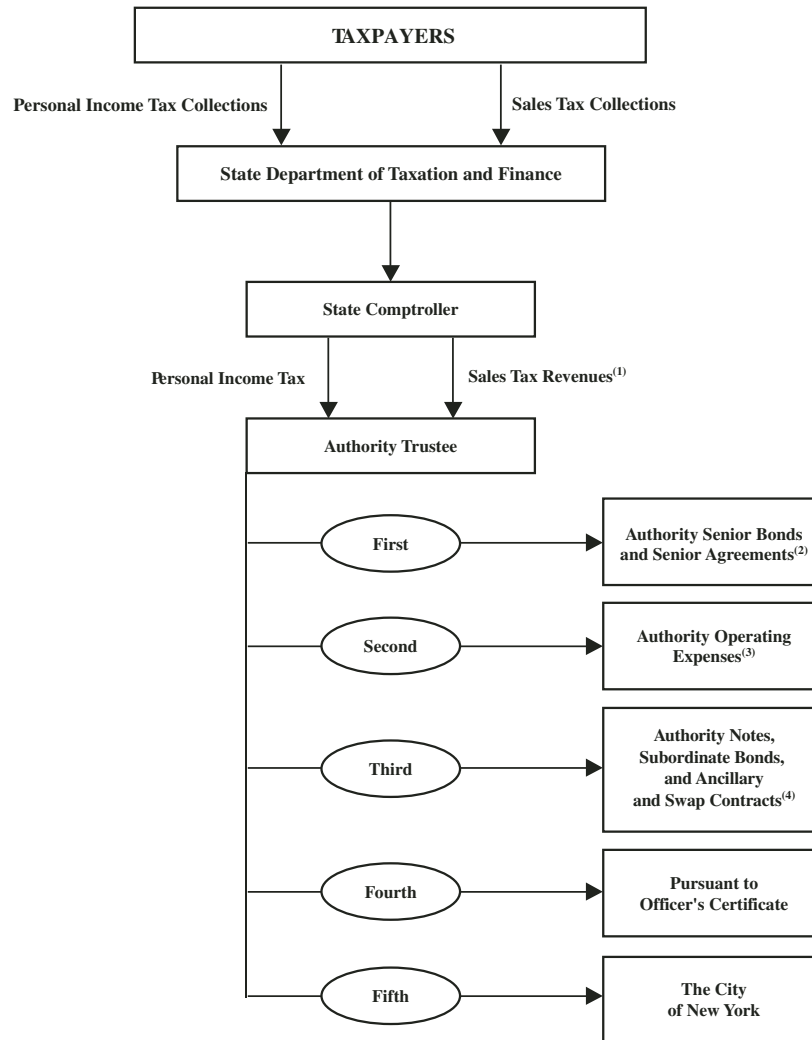 TAXPAYERS
Personal Income Tax Collections
Sales Tax Collections
State Department of Taxation and Finance
State Comptroller
Personal Income Tax
Sales Tax Revenues(1)
Authority Trustee
First
Authority Senior Bonds
and Senior Agreements(2)
Second
Authority Operating
Expenses(3)
Third
Authority Notes,
Subordinate Bonds,
and Ancillary
and Swap Contracts(4)
Fourth
Pursuant to
Officer's Certificate
Fifth
The City
of New York